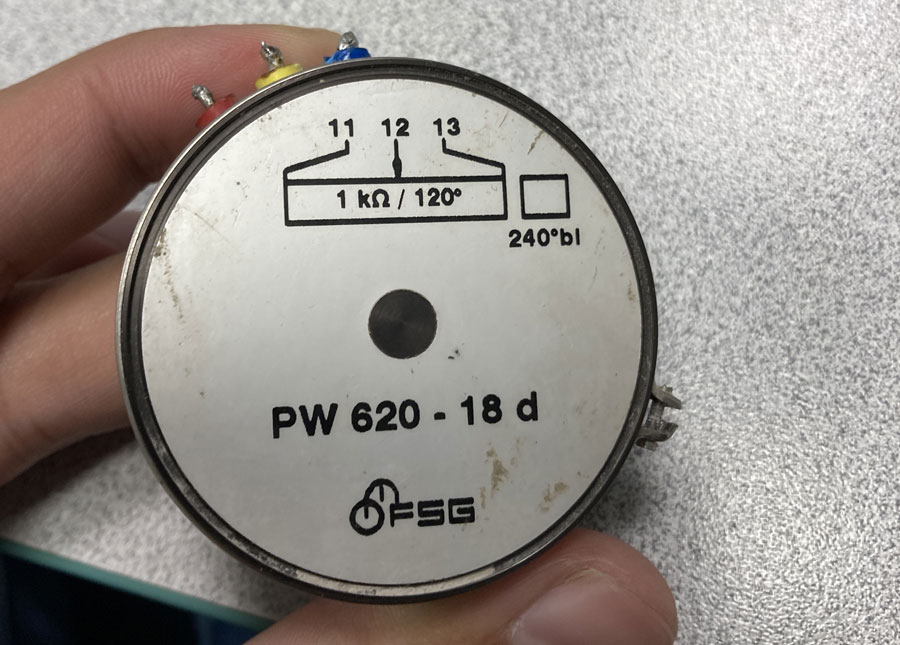 11 12 13
1 kΩ / 120°
240°bl
PW 620 - 18 d
FSG